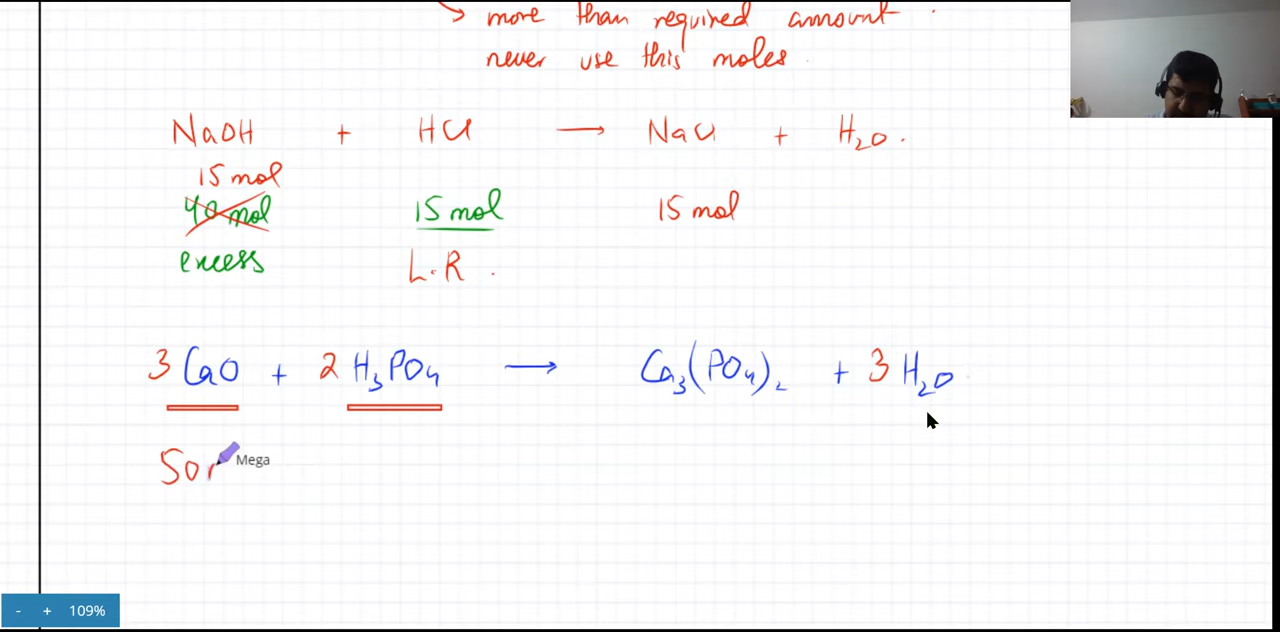 ↳ more than required amount.
never use this moles.
NaOH + HCl → NaCl + H₂O.
15 mol
40 mol 15 mol 15 mol
excess L.R.
3 CaO + 2 H₃PO₄ → Ca₃(PO₄)₂ + 3 H₂O
Mega
- + 109%